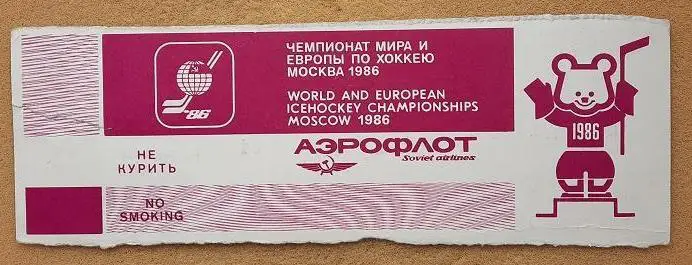 ЧЕМПИОНАТ МИРА И
ЕВРОПЫ ПО ХОККЕЮ
МОСКВА 1986
WORLD AND EUROPEAN
ICEHOCKEY CHAMPIONSHIPS
MOSCOW 1986
-86
АЭРОФЛОТ
Soviet airlines
1986
НЕ
КУРИТЬ
NO
SMOKING